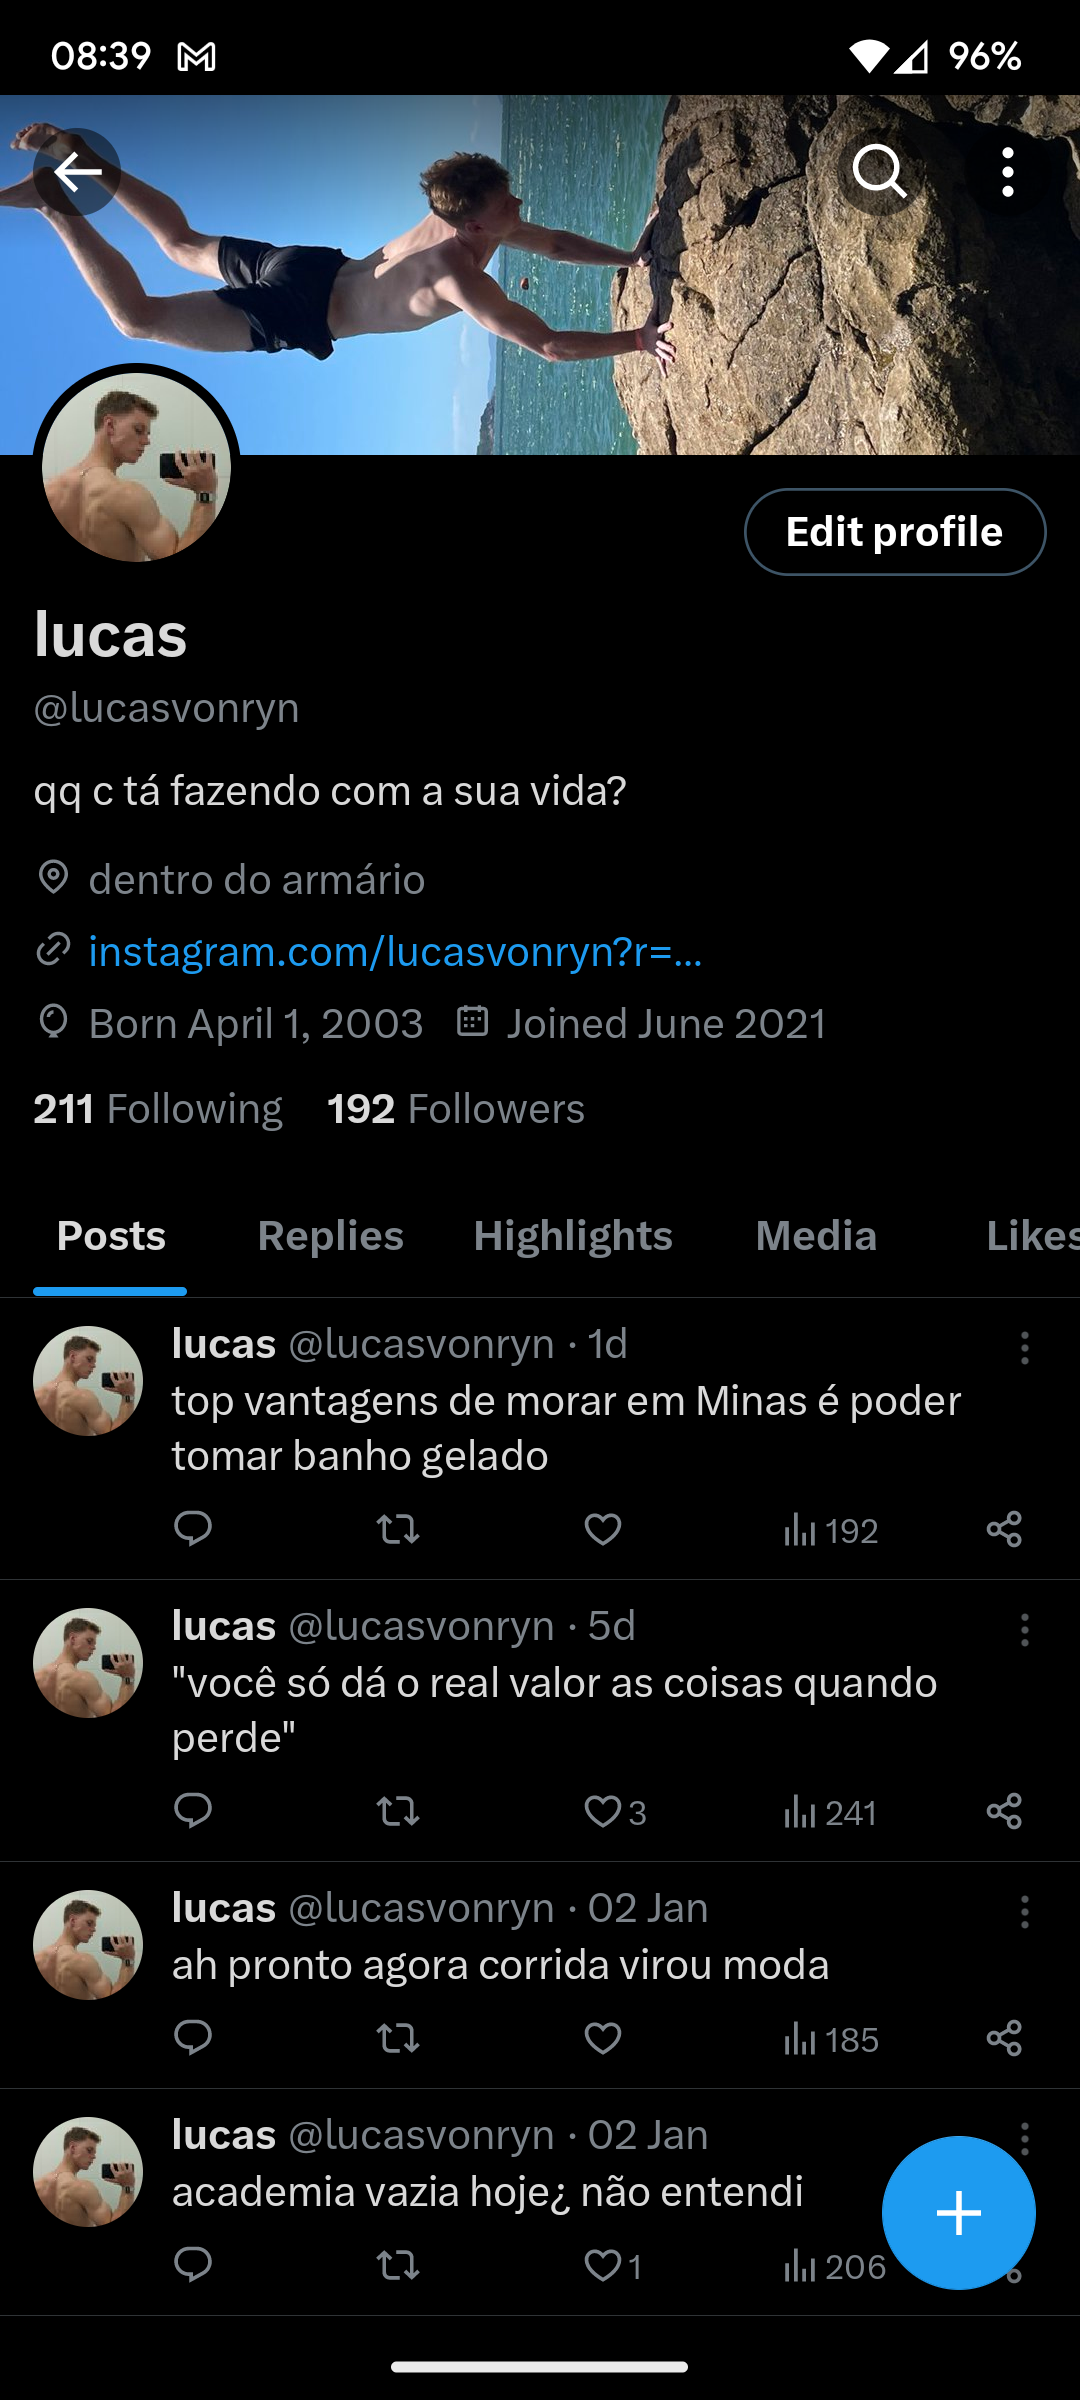 08:39
96%
Edit profile
lucas
@lucasvonryn
qq c tá fazendo com a sua vida?
dentro do armário
instagram.com/lucasvonryn?r=...
Born April 1, 2003 Joined June 2021
211 Following 192 Followers
Posts Replies Highlights Media Likes
lucas @lucasvonryn · 1d
top vantagens de morar em Minas é poder
tomar banho gelado
192
lucas @lucasvonryn · 5d
"você só dá o real valor as coisas quando
perde"
3 241
lucas @lucasvonryn · 02 Jan
ah pronto agora corrida virou moda
185
lucas @lucasvonryn · 02 Jan
academia vazia hoje¿ não entendi
1 206